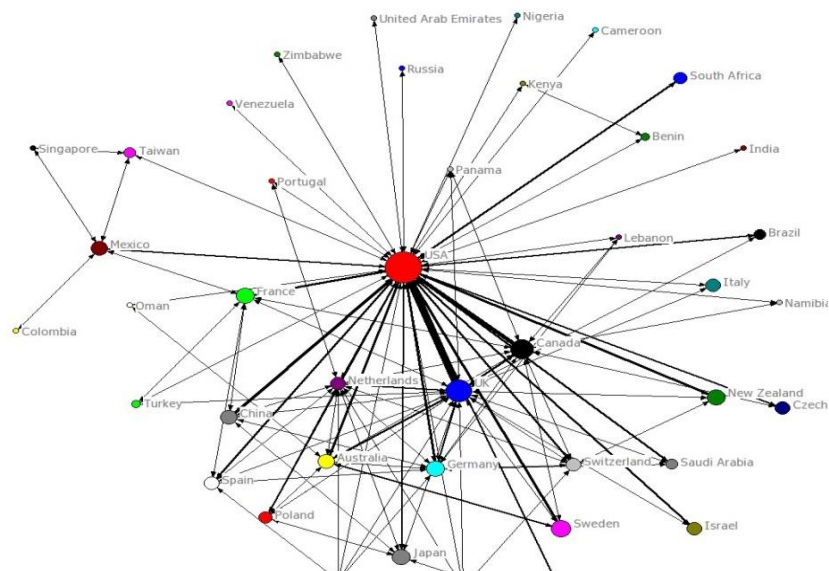 United Arab Emirates
Nigeria
Cameroon
Zimbabwe
Russia
South Africa
Kenya
Venezuela
Benin
Singapore
Taiwan
India
Panama
Portugal
Mexico
Lebanon
Brazil
USA
France
Italy
Oman
Namibia
Colombia
Canada
Netherlands
UK
Turkey
China
New Zealand
Czech
Australia
Germany
Switzerland
Saudi Arabia
Spain
Poland
Sweden
Israel
Japan